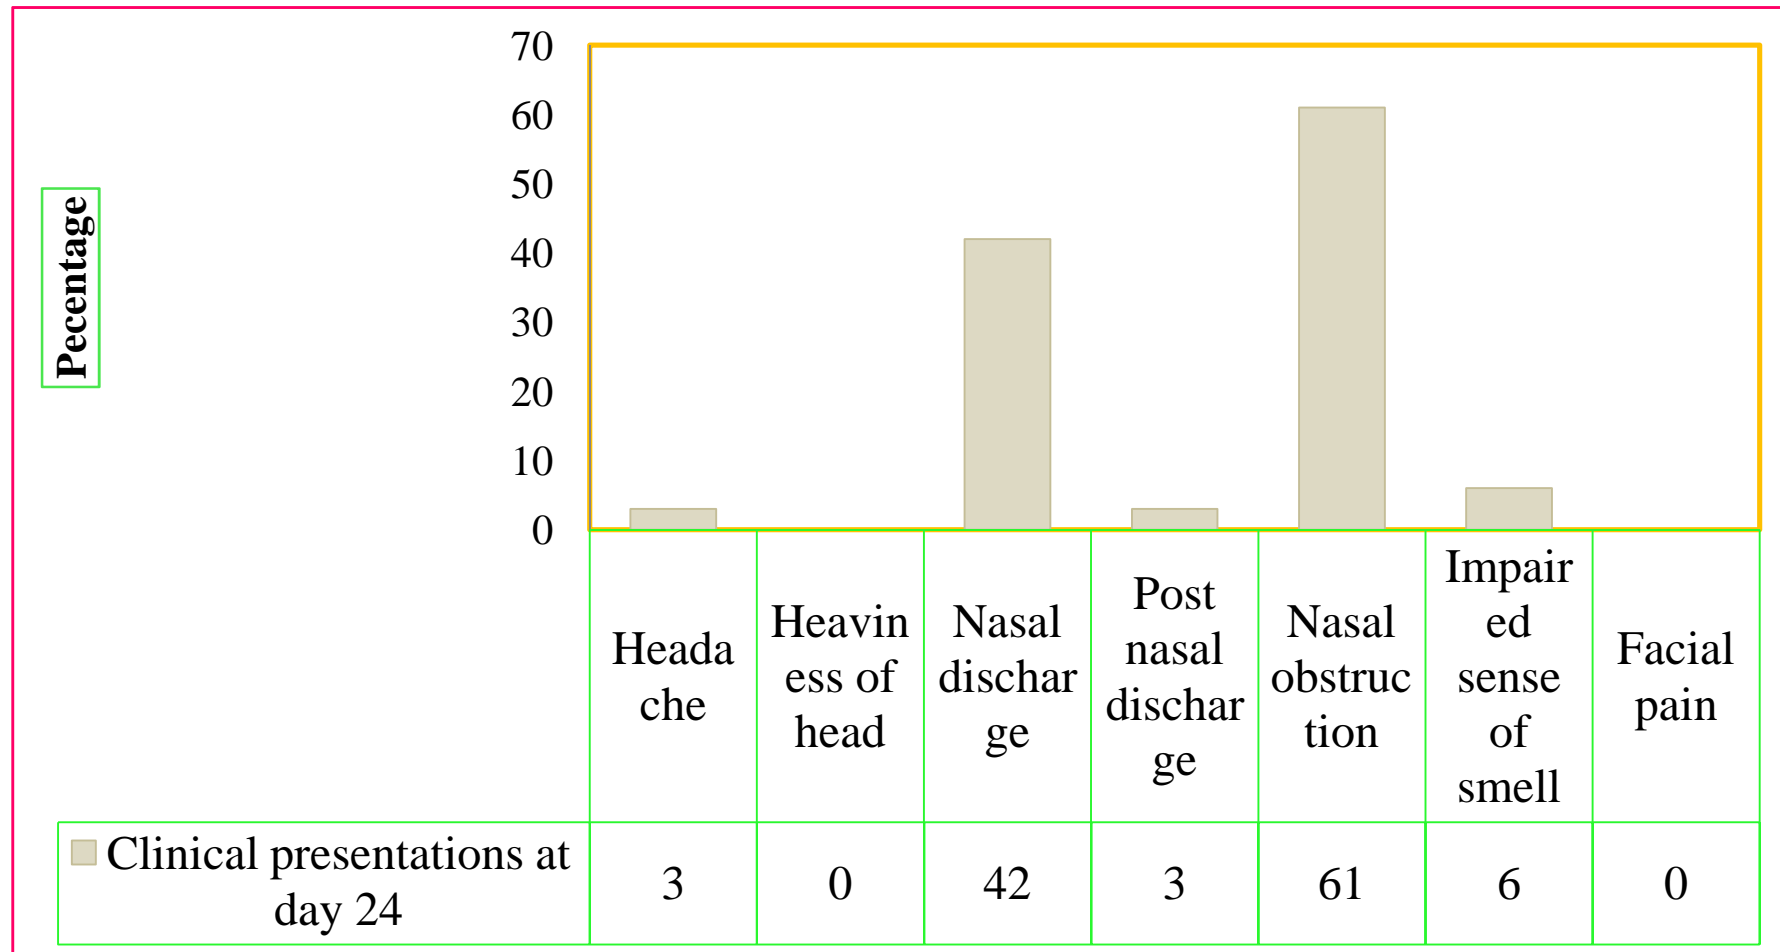 70
60
50
40
30
20
10
0
Pecentage
Heada
che
Heavin
ess of
head
Nasal
dischar
ge
Post
nasal
dischar
ge
Nasal
obstruc
tion
Impair
ed
sense
of
smell
Facial
pain
Clinical presentations at
day 24
3
0
42
3
61
6
0